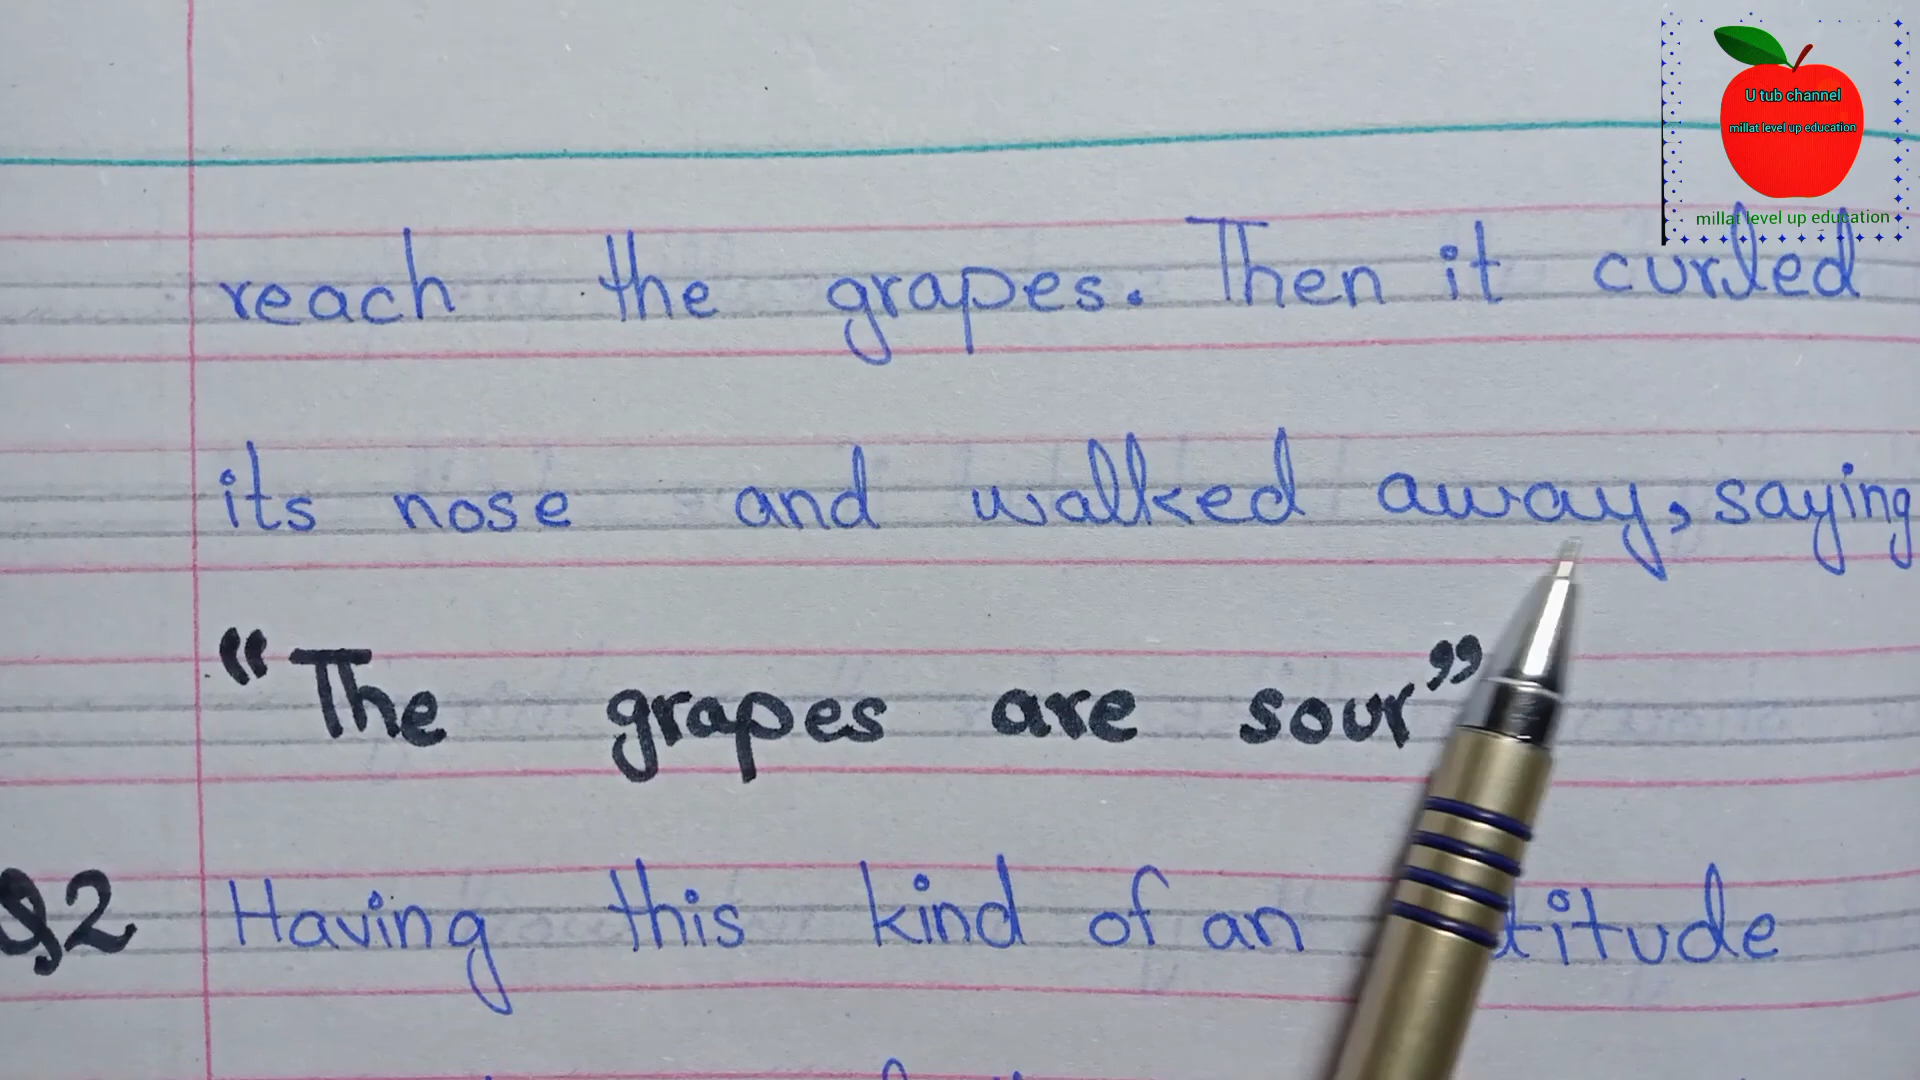 U tub channel
millat level up education
millat level up education
reach the grapes. Then it curled
its nose and walked away, saying
“The grapes are sour”
Q2 Having this kind of an